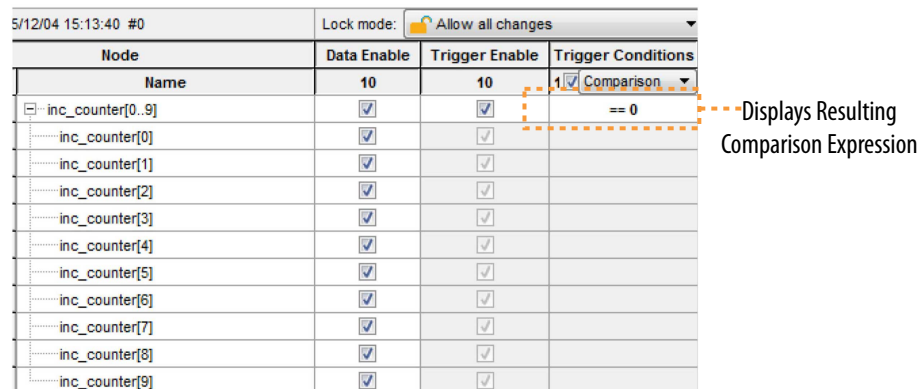 5/12/04 15:13:40 #0 Lock mode: Allow all changes
Node Data Enable Trigger Enable Trigger Conditions
Name 10 10 1 Comparison
inc_counter[0..9] == 0
inc_counter[0]
inc_counter[1]
inc_counter[2]
inc_counter[3]
inc_counter[4]
inc_counter[5]
inc_counter[6]
inc_counter[7]
inc_counter[8]
inc_counter[9]
Displays Resulting
Comparison Expression